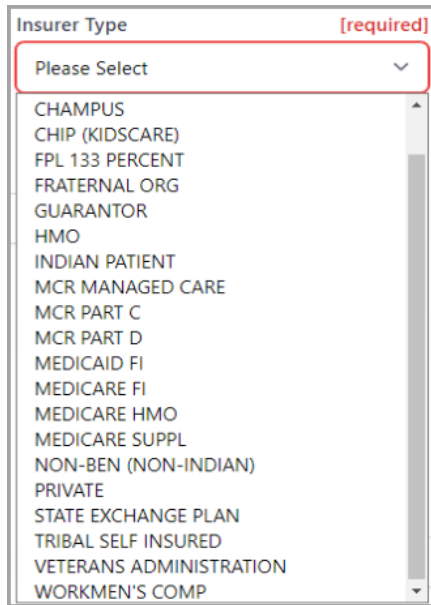 Insurer Type [required]
Please Select
CHAMPUS
CHIP (KIDSCARE)
FPL 133 PERCENT
FRATERNAL ORG
GUARANTOR
HMO
INDIAN PATIENT
MCR MANAGED CARE
MCR PART C
MCR PART D
MEDICAID FI
MEDICARE FI
MEDICARE HMO
MEDICARE SUPPL
NON-BEN (NON-INDIAN)
PRIVATE
STATE EXCHANGE PLAN
TRIBAL SELF INSURED
VETERANS ADMINISTRATION
WORKMEN'S COMP